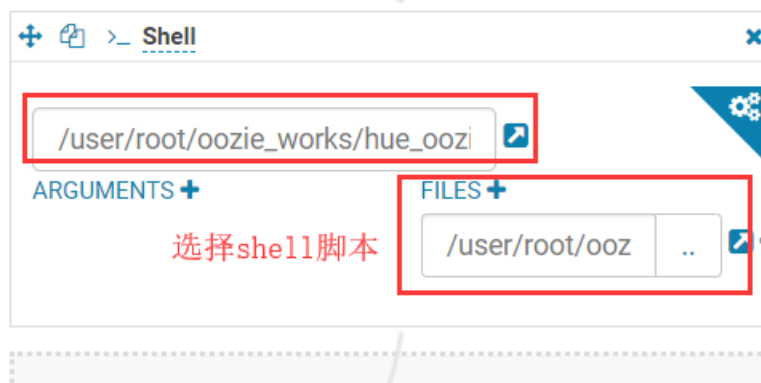 >_ Shell
/user/root/oozie_works/hue_oozi
ARGUMENTS +
FILES +
选择shell脚本
/user/root/ooz
..